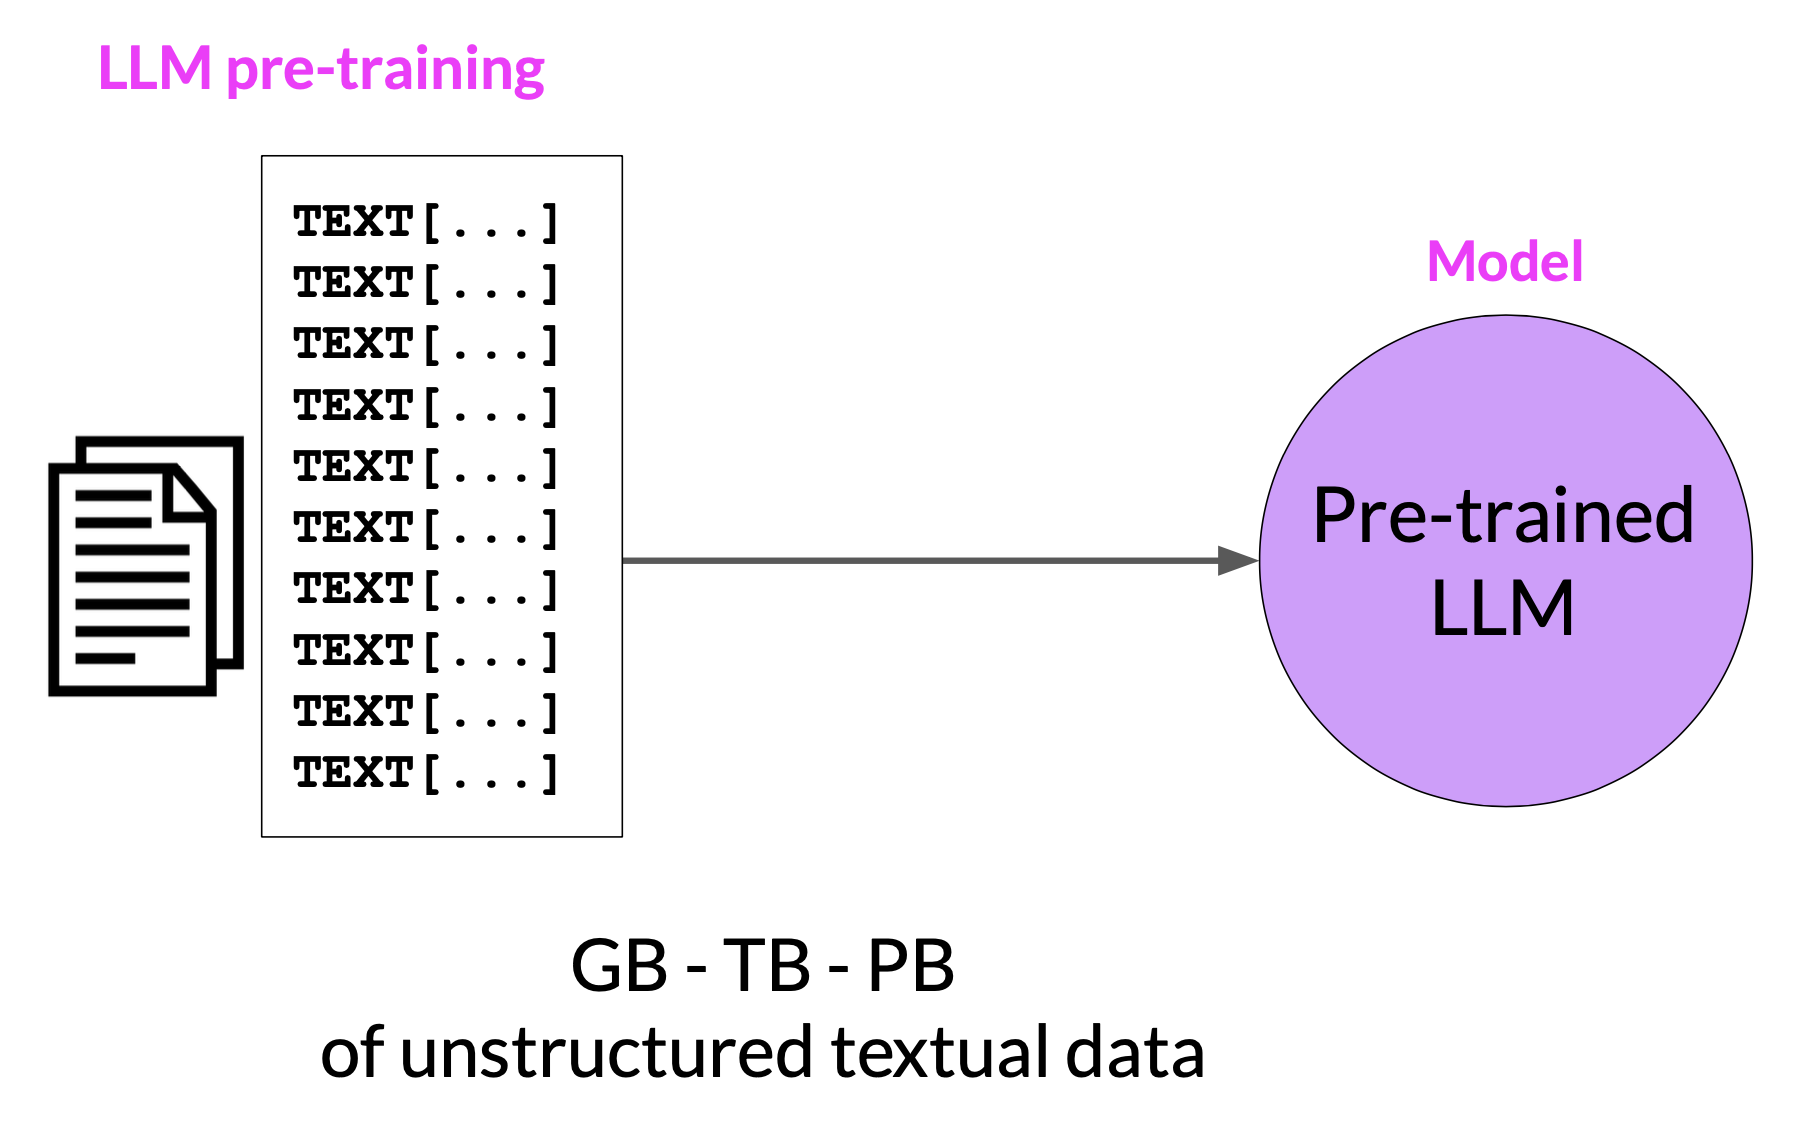 LLM pre-training
TEXT[...]
TEXT[...]
TEXT[...]
TEXT[...]
TEXT[...]
TEXT[...]
TEXT[...]
TEXT[...]
TEXT[...]
TEXT[...]
Model
Pre-trained
LLM
GB - TB - PB
of unstructured textual data